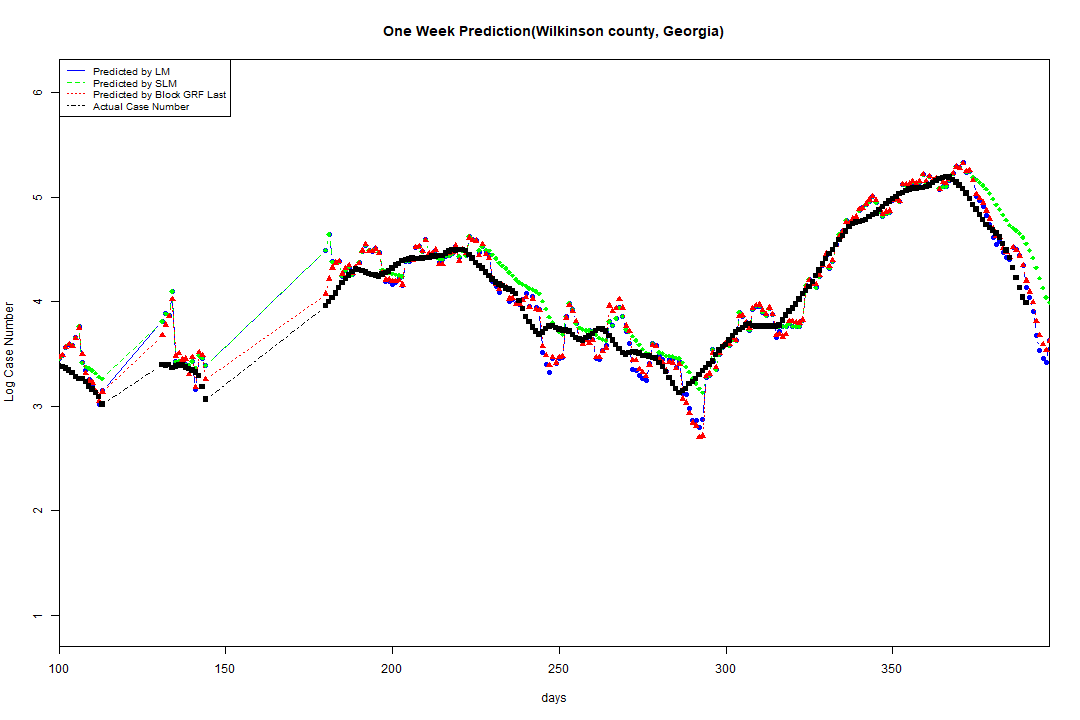 One Week Prediction(Wilkinson county, Georgia)
Predicted by LM
Predicted by SLM
Predicted by Block GRF Last
Actual Case Number
6
5
4
3
2
1
Log Case Number
100 150 200 250 300 350
days